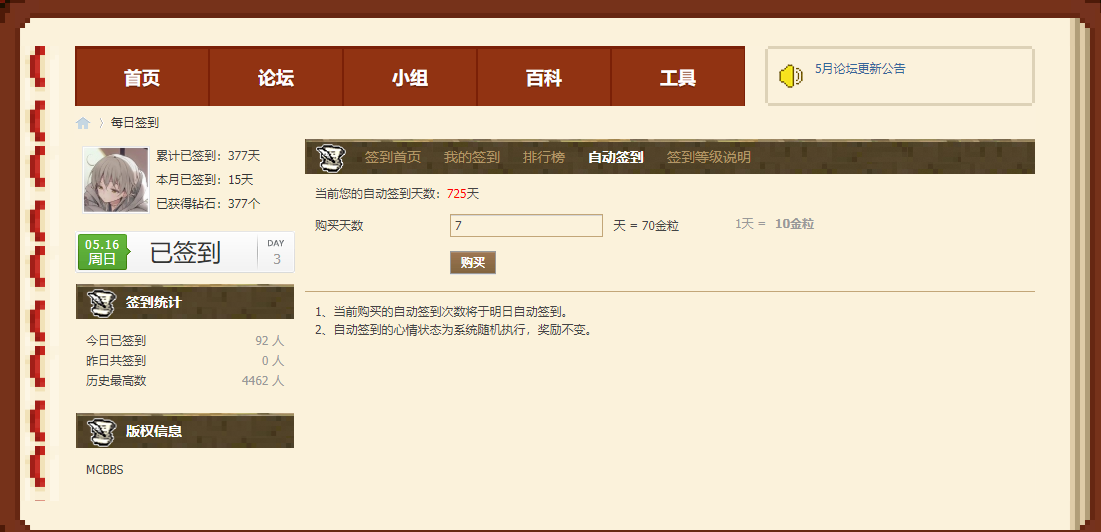 首页 论坛 小组 百科 工具
5月论坛更新公告
每日签到
累计已签到：377天
本月已签到：15天
已获得钻石：377个
05.16
周日
已签到
DAY
3
签到统计
今日已签到 92 人
昨日共签到 0 人
历史最高数 4462 人
版权信息
MCBBS
签到首页 我的签到 排行榜 自动签到 签到等级说明
当前您的自动签到天数：725天
购买天数 7 天 = 70金粒 1天 = 10金粒
购买
1、当前购买的自动签到次数将于明日自动签到。
2、自动签到的心情状态为系统随机执行，奖励不变。